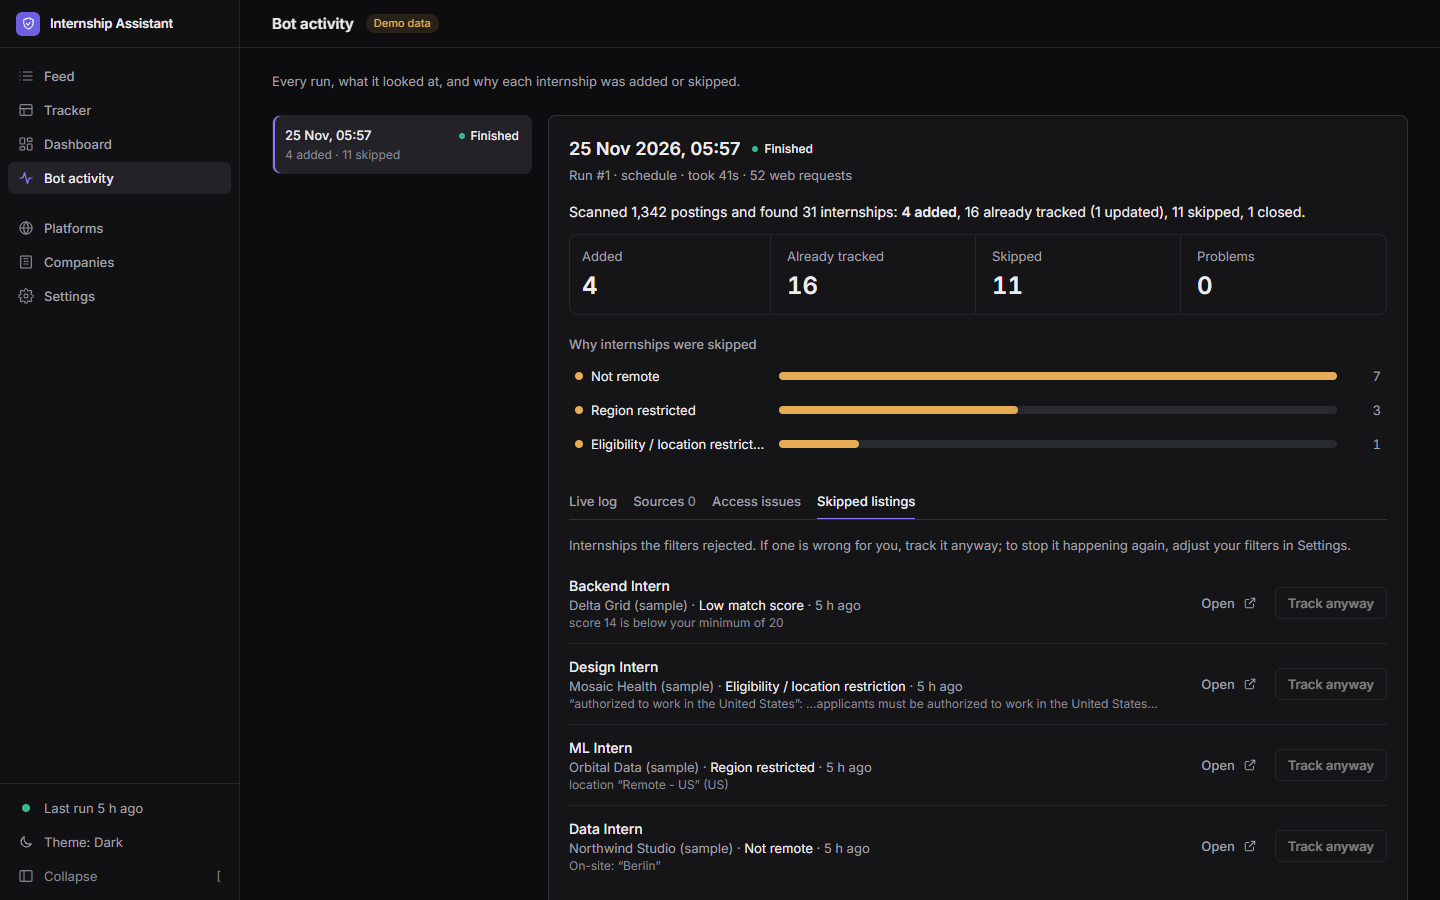 Internship Assistant
Feed
Tracker
Dashboard
Bot activity
Platforms
Companies
Settings
Last run 5 h ago
Theme: Dark
Collapse [
Bot activity Demo data
Every run, what it looked at, and why each internship was added or skipped.
25 Nov, 05:57 Finished
4 added · 11 skipped
25 Nov 2026, 05:57 Finished
Run #1 · schedule · took 41s · 52 web requests
Scanned 1,342 postings and found 31 internships: 4 added, 16 already tracked (1 updated), 11 skipped, 1 closed.
Added Already tracked Skipped Problems
4 16 11 0
Why internships were skipped
Not remote 7
Region restricted 3
Eligibility / location restrict... 1
Live log Sources 0 Access issues Skipped listings
Internships the filters rejected. If one is wrong for you, track it anyway; to stop it happening again, adjust your filters in Settings.
Backend Intern
Delta Grid (sample) · Low match score · 5 h ago
score 14 is below your minimum of 20
Open Track anyway
Design Intern
Mosaic Health (sample) · Eligibility / location restriction · 5 h ago
“authorized to work in the United States”: …applicants must be authorized to work in the United States…
Open Track anyway
ML Intern
Orbital Data (sample) · Region restricted · 5 h ago
location “Remote - US” (US)
Open Track anyway
Data Intern
Northwind Studio (sample) · Not remote · 5 h ago
On-site: “Berlin”
Open Track anyway